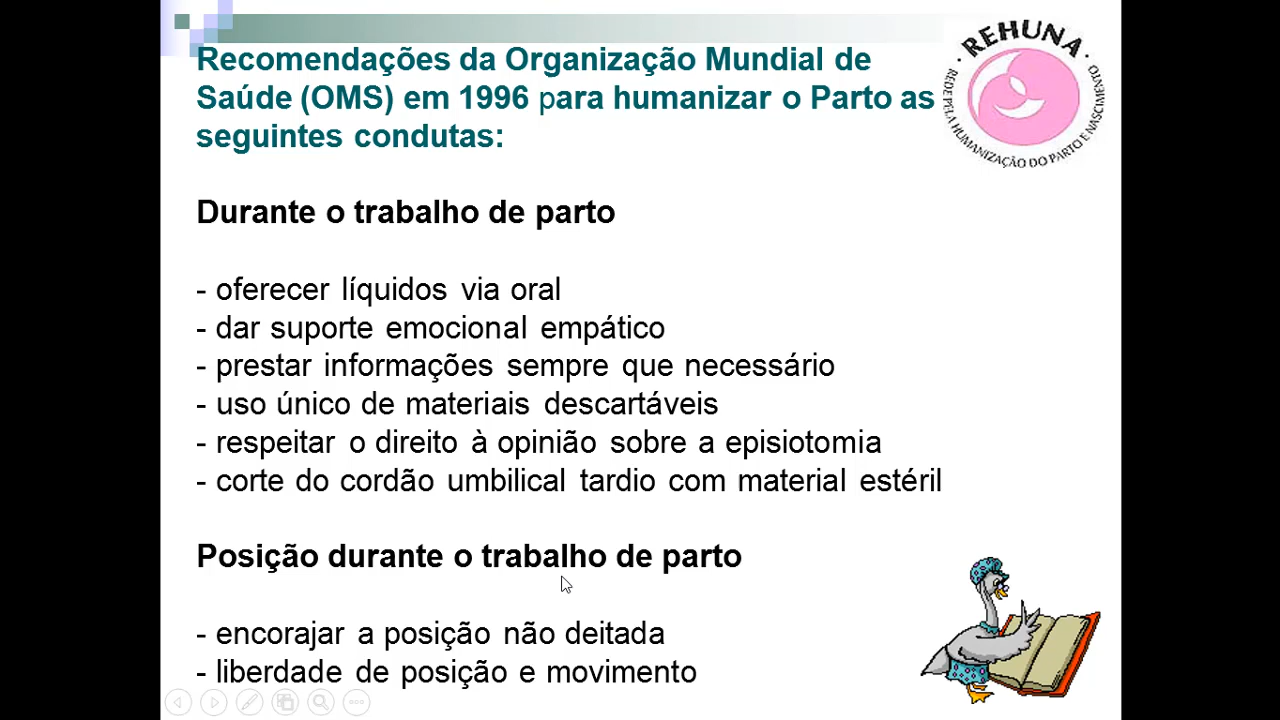 Recomendações da Organização Mundial de
Saúde (OMS) em 1996 para humanizar o Parto as
seguintes condutas:
· REHUNA ·
REDE PELA HUMANIZAÇÃO DO PARTO E NASCIMENTO
Durante o trabalho de parto
- oferecer líquidos via oral
- dar suporte emocional empático
- prestar informações sempre que necessário
- uso único de materiais descartáveis
- respeitar o direito à opinião sobre a episiotomia
- corte do cordão umbilical tardio com material estéril
Posição durante o trabalho de parto
- encorajar a posição não deitada
- liberdade de posição e movimento